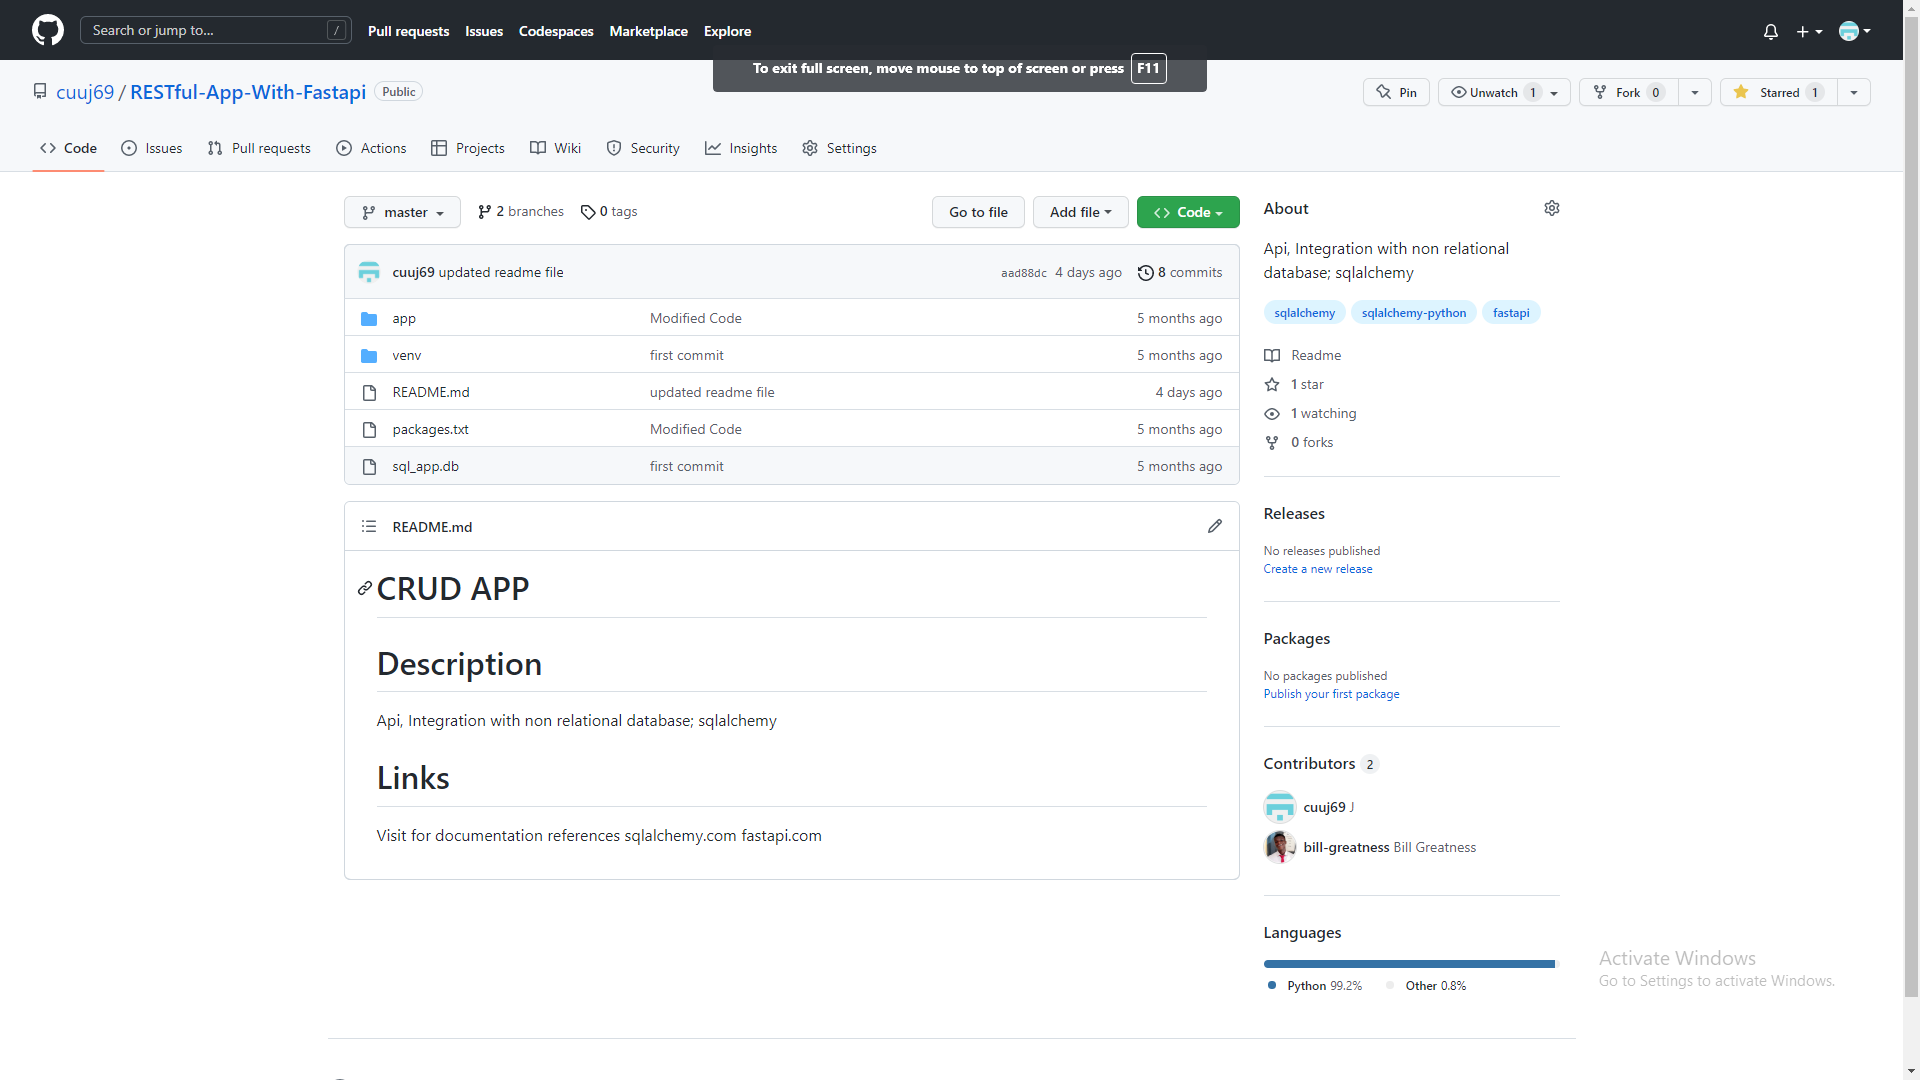 Search or jump to... /
Pull requests Issues Codespaces Marketplace Explore
To exit full screen, move mouse to top of screen or press F11
cuuj69 / RESTful-App-With-Fastapi Public
Pin Unwatch 1 Fork 0 Starred 1
Code Issues Pull requests Actions Projects Wiki Security Insights Settings
master 2 branches 0 tags
Go to file Add file Code
cuuj69 updated readme file aad88dc 4 days ago 8 commits
app Modified Code 5 months ago
venv first commit 5 months ago
README.md updated readme file 4 days ago
packages.txt Modified Code 5 months ago
sql_app.db first commit 5 months ago
README.md
CRUD APP
Description
Api, Integration with non relational database; sqlalchemy
Links
Visit for documentation references sqlalchemy.com fastapi.com
About
Api, Integration with non relational
database; sqlalchemy
sqlalchemy sqlalchemy-python fastapi
Readme
1 star
1 watching
0 forks
Releases
No releases published
Create a new release
Packages
No packages published
Publish your first package
Contributors 2
cuuj69 J
bill-greatness Bill Greatness
Languages
Python 99.2% Other 0.8%
Activate Windows
Go to Settings to activate Windows.